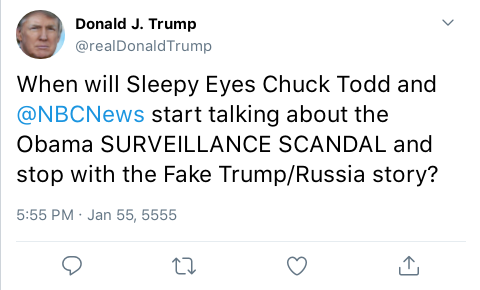 Donald J. Trump
@realDonaldTrump
When will Sleepy Eyes Chuck Todd and
@NBCNews start talking about the
Obama SURVEILLANCE SCANDAL and
stop with the Fake Trump/Russia story?
5:55 PM · Jan 55, 5555